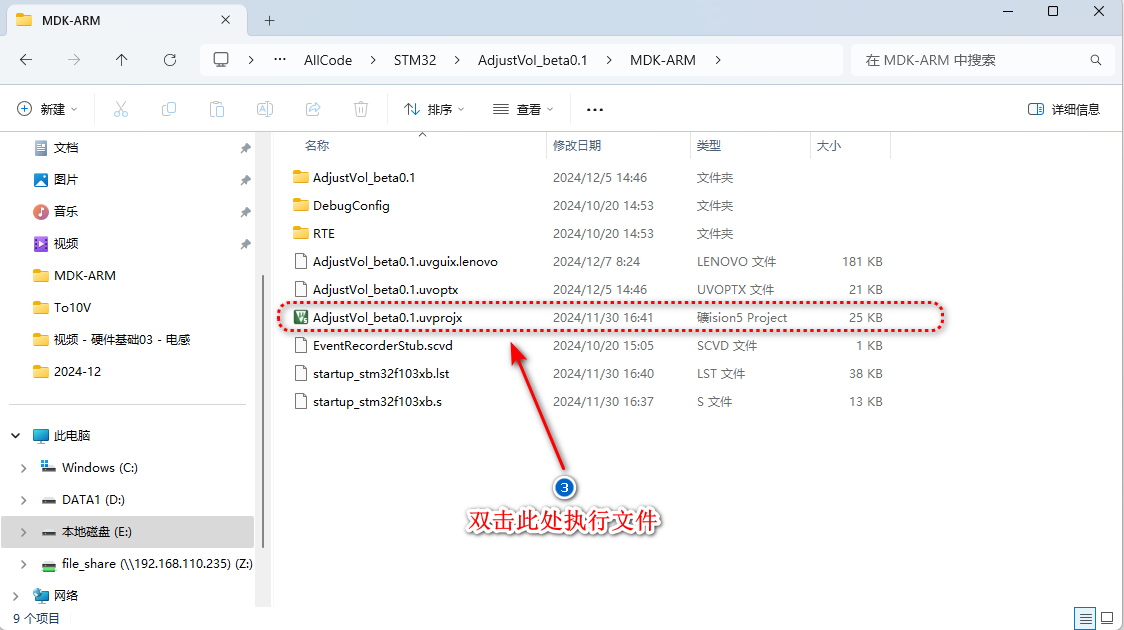 MDK-ARM
AllCode STM32 AdjustVol_beta0.1 MDK-ARM
在 MDK-ARM 中搜索
新建
排序
查看
详细信息
文档
图片
音乐
视频
MDK-ARM
To10V
视频 - 硬件基础03 - 电感
2024-12
此电脑
Windows (C:)
DATA1 (D:)
本地磁盘 (E:)
file_share (\\192.168.110.235) (Z:)
网络
名称 修改日期 类型 大小
AdjustVol_beta0.1 2024/12/5 14:46 文件夹
DebugConfig 2024/10/20 14:53 文件夹
RTE 2024/10/20 14:53 文件夹
AdjustVol_beta0.1.uvguix.lenovo 2024/12/7 8:24 LENOVO 文件 181 KB
AdjustVol_beta0.1.uvoptx 2024/12/5 14:46 UVOPTX 文件 21 KB
AdjustVol_beta0.1.uvprojx 2024/11/30 16:41 礦ision5 Project 25 KB
EventRecorderStub.scvd 2024/10/20 15:05 SCVD 文件 1 KB
startup_stm32f103xb.lst 2024/11/30 16:40 LST 文件 38 KB
startup_stm32f103xb.s 2024/11/30 16:37 S 文件 13 KB
3
双击此处执行文件
9 个项目